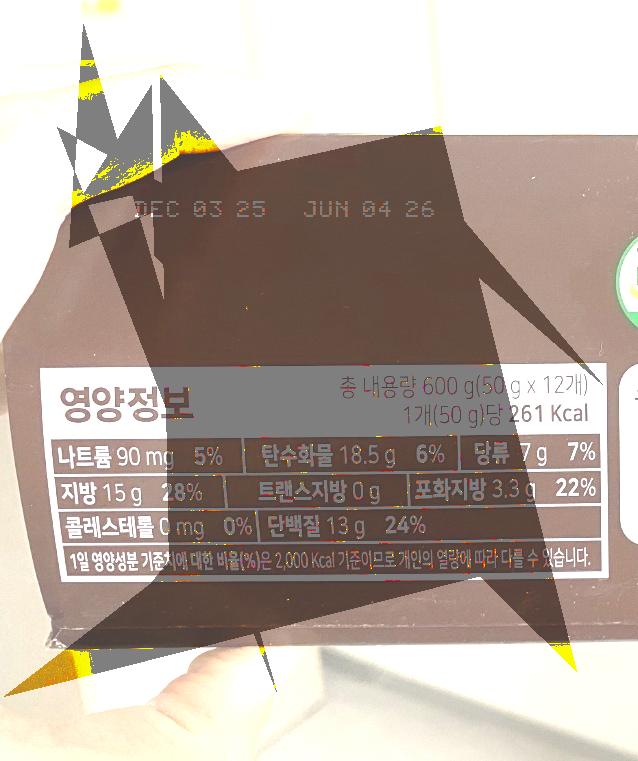 DEC 03 25 JUN 04 26
영양정보
총 내용량 600 g(50 g x 12개)
1개(50 g)당 261 Kcal
나트륨 90 mg 5% 탄수화물 18.5 g 6% 당류 7 g 7%
지방 15 g 28% 트랜스지방 0 g 포화지방 3.3 g 22%
콜레스테롤 0 mg 0% 단백질 13 g 24%
1일 영양성분 기준치에 대한 비율(%)은 2,000 Kcal 기준이므로 개인의 열량에 따라 다를 수 있습니다.